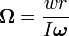 𝛀 = wr / I𝝎